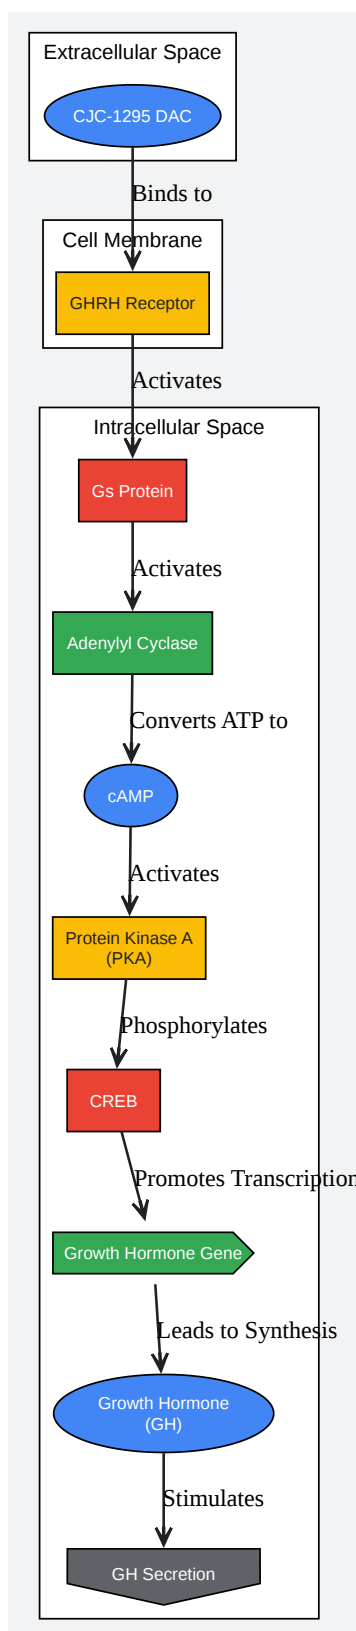 Extracellular Space
CJC-1295 DAC
Binds to
Cell Membrane
GHRH Receptor
Activates
Intracellular Space
Gs Protein
Activates
Adenylyl Cyclase
Converts ATP to
cAMP
Activates
Protein Kinase A
(PKA)
Phosphorylates
CREB
Promotes Transcription
Growth Hormone Gene
Leads to Synthesis
Growth Hormone
(GH)
Stimulates
GH Secretion